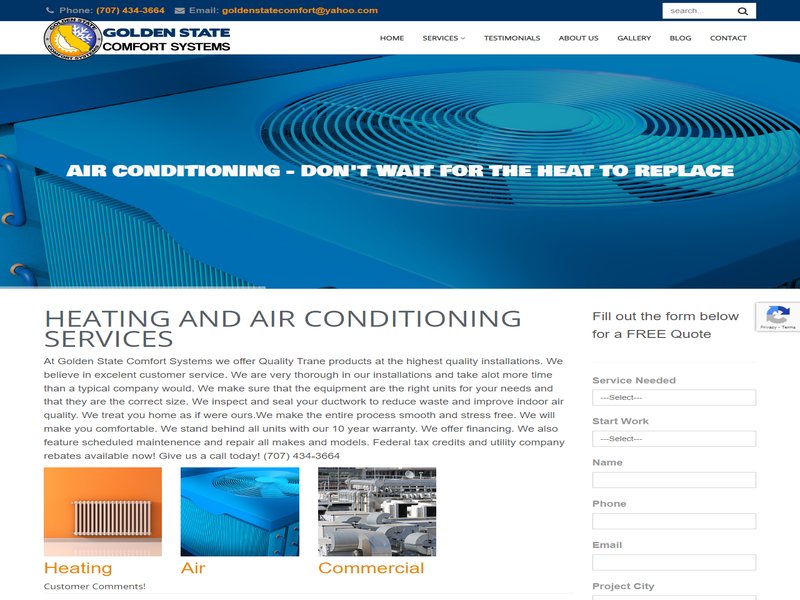 Phone: (707) 434-3664 Email: goldenstatecomfort@yahoo.com
search...
GOLDEN STATE
COMFORT SYSTEMS
GOLDEN STATE
COMFORT SYSTEMS
HOME SERVICES TESTIMONIALS ABOUT US GALLERY BLOG CONTACT
AIR CONDITIONING - DON'T WAIT FOR THE HEAT TO REPLACE
HEATING AND AIR CONDITIONING
SERVICES
At Golden State Comfort Systems we offer Quality Trane products at the highest quality installations. We
believe in excelent customer service. We are very thorough in our installations and take alot more time
than a typical company would. We make sure that the equipment are the right units for your needs and
that they are the correct size. We inspect and seal your ductwork to reduce waste and improve indoor air
quality. We treat you home as if were ours.We make the entire process smooth and stress free. We will
make you comfortable. We stand behind all units with our 10 year warranty. We offer financing. We also
feature scheduled maintenence and repair all makes and models. Federal tax credits and utility company
rebates available now! Give us a call today! (707) 434-3664
Heating
Air
Commercial
Customer Comments!
Fill out the form below
for a FREE Quote
Service Needed
---Select---
Start Work
---Select---
Name
Phone
Email
Project City
Privacy - Terms